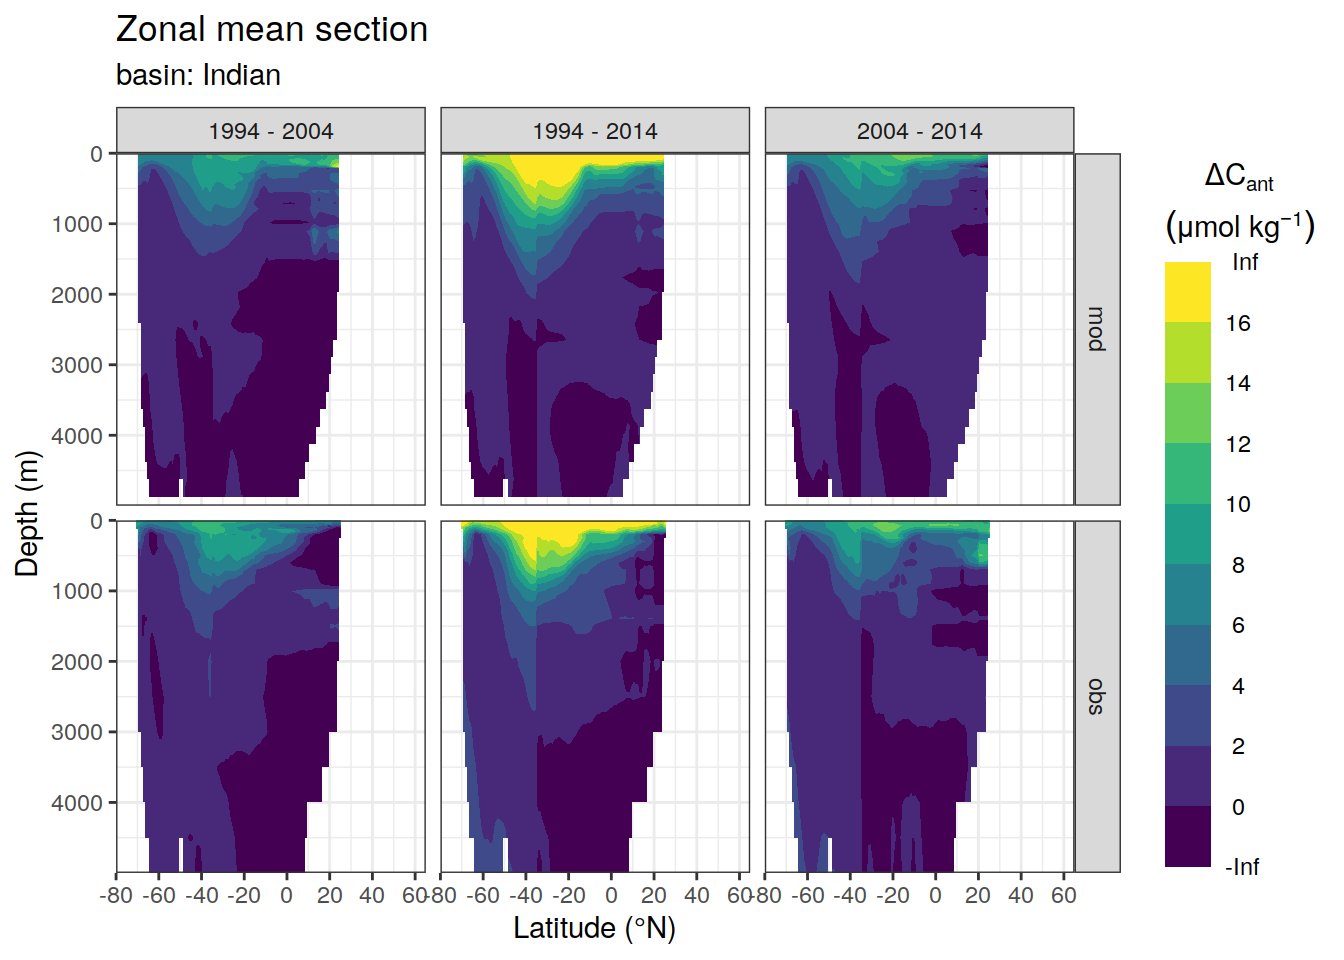 Zonal mean section
basin: Indian
1994 - 2004
1994 - 2014
2004 - 2014
0
1000
2000
3000
4000
mod
0
1000
2000
3000
4000
obs
-80 -60 -40 -20 0 20 40 60
-80 -60 -40 -20 0 20 40 60
-80 -60 -40 -20 0 20 40 60
Latitude (°N)
Depth (m)
ΔCant
(μmol kg⁻¹)
Inf
16
14
12
10
8
6
4
2
0
-Inf